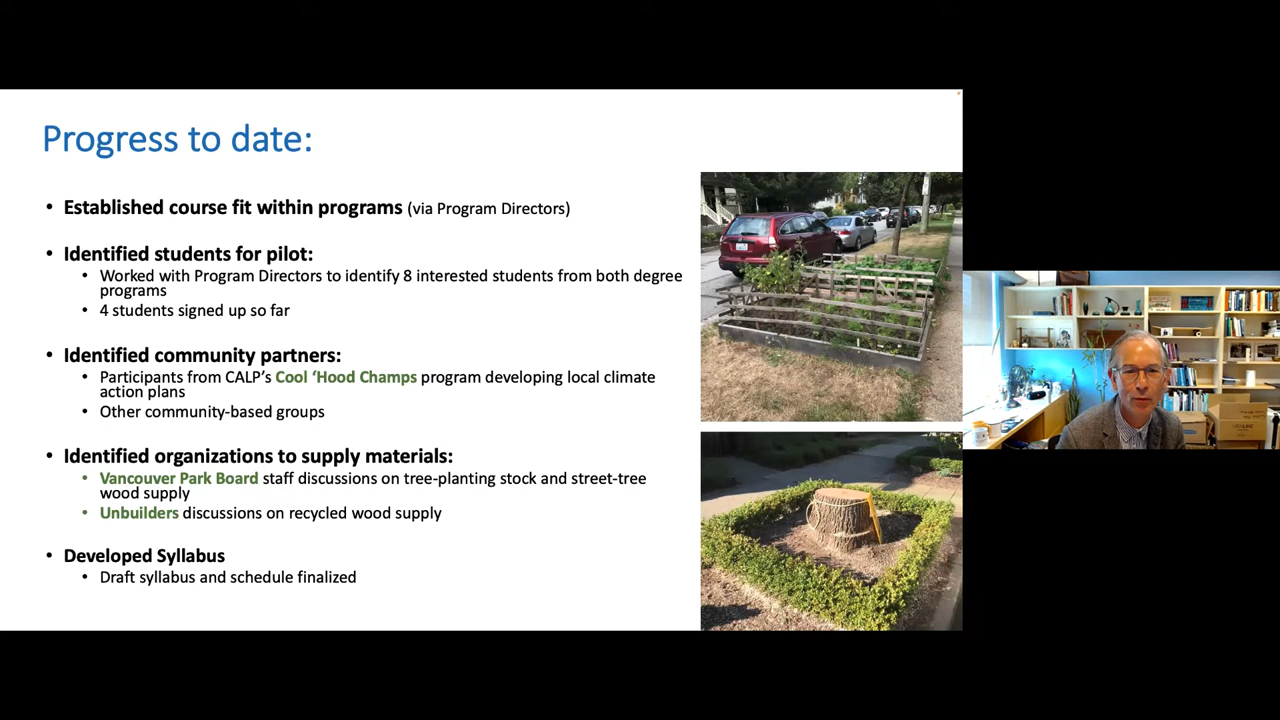 Progress to date:
• Established course fit within programs (via Program Directors)
• Identified students for pilot:
• Worked with Program Directors to identify 8 interested students from both degree
programs
• 4 students signed up so far
• Identified community partners:
• Participants from CALP’s Cool ‘Hood Champs program developing local climate
action plans
• Other community-based groups
• Identified organizations to supply materials:
• Vancouver Park Board staff discussions on tree-planting stock and street-tree
wood supply
• Unbuilders discussions on recycled wood supply
• Developed Syllabus
• Draft syllabus and schedule finalized